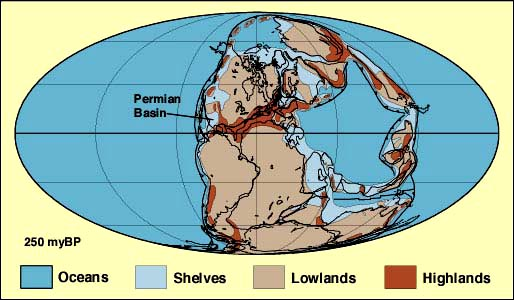 Permian
Basin
250 myBP
Oceans
Shelves
Lowlands
Highlands